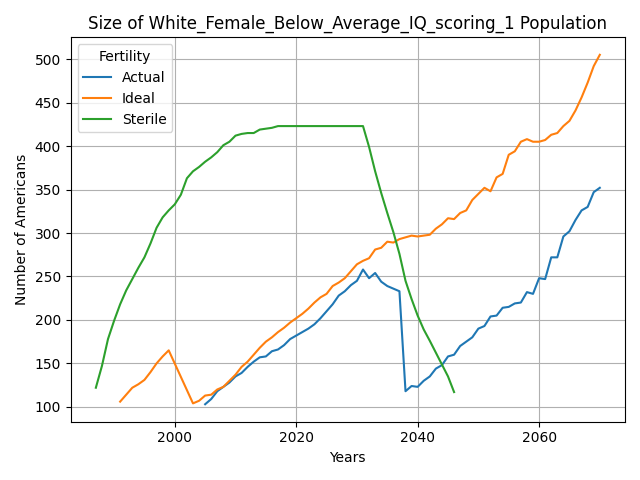 Size of White_Female_Below_Average_IQ_scoring_1 Population
Fertility
Actual
Ideal
Sterile
Number of Americans
500
450
400
350
300
250
200
150
100
2000
2020
2040
2060
Years